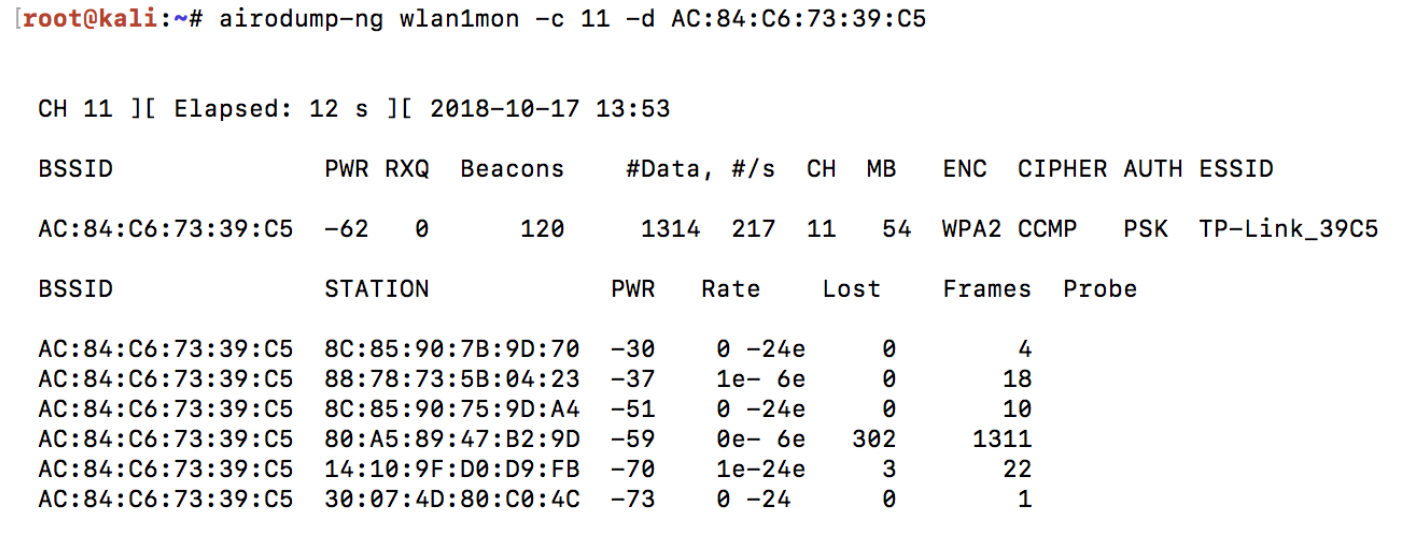 [root@kali:~# airodump-ng wlan1mon -c 11 -d AC:84:C6:73:39:C5
CH 11 ][ Elapsed: 12 s ][ 2018-10-17 13:53
BSSID PWR RXQ Beacons #Data, #/s CH MB ENC CIPHER AUTH ESSID
AC:84:C6:73:39:C5 -62 0 120 1314 217 11 54 WPA2 CCMP PSK TP-Link_39C5
BSSID STATION PWR Rate Lost Frames Probe
AC:84:C6:73:39:C5 8C:85:90:7B:9D:70 -30 0 -24e 0 4
AC:84:C6:73:39:C5 88:78:73:5B:04:23 -37 1e- 6e 0 18
AC:84:C6:73:39:C5 8C:85:90:75:9D:A4 -51 0 -24e 0 10
AC:84:C6:73:39:C5 80:A5:89:47:B2:9D -59 0e- 6e 302 1311
AC:84:C6:73:39:C5 14:10:9F:D0:D9:FB -70 1e-24e 3 22
AC:84:C6:73:39:C5 30:07:4D:80:C0:4C -73 0 -24 0 1